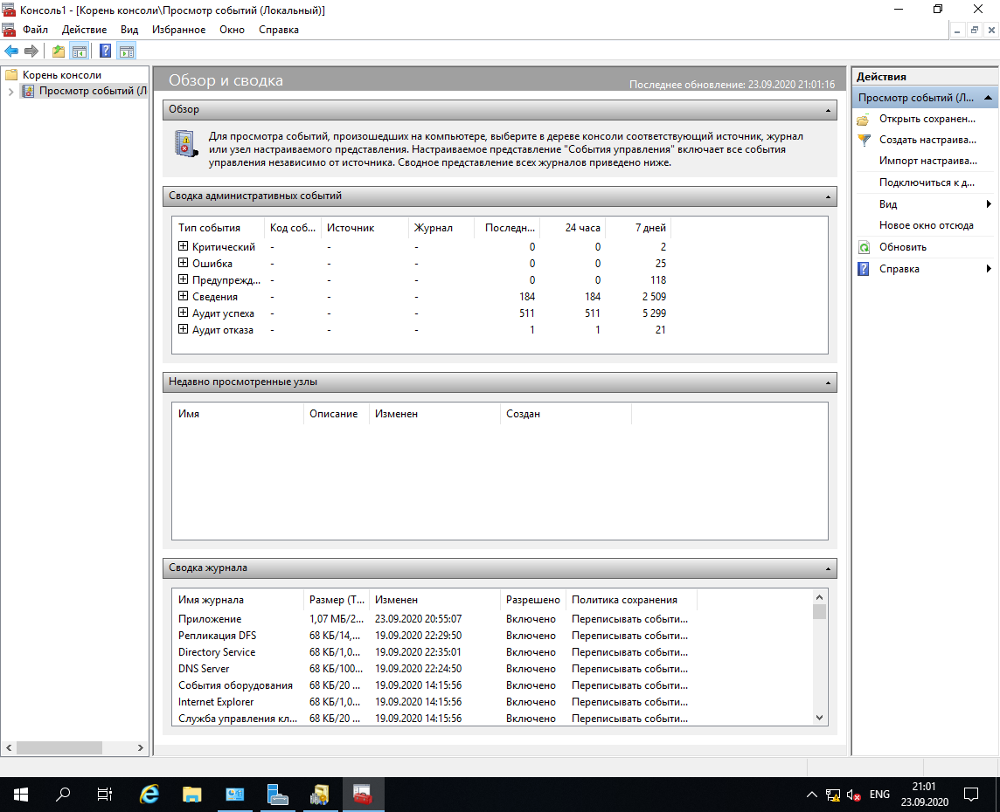 Консоль1 - [Корень консоли\Просмотр событий (Локальный)]
Файл Действие Вид Избранное Окно Справка
Корень консоли
Просмотр событий (Л
Обзор и сводка
Последнее обновление: 23.09.2020 21:01:16
Обзор
Для просмотра событий, произошедших на компьютере, выберите в дереве консоли соответствующий источник, журнал
или узел настраиваемого представления. Настраиваемое представление "События управления" включает все события
управления независимо от источника. Сводное представление всех журналов приведено ниже.
Сводка административных событий
Тип события Код соб... Источник Журнал Последн... 24 часа 7 дней
Критический - - - 0 0 2
Ошибка - - - 0 0 25
Предупрежд... - - - 0 0 118
Сведения - - - 184 184 2 509
Аудит успеха - - - 511 511 5 299
Аудит отказа - - - 1 1 21
Недавно просмотренные узлы
Имя Описание Изменен Создан
Сводка журнала
Имя журнала Размер (Т... Изменен Разрешено Политика сохранения
Приложение 1,07 МБ/2... 23.09.2020 20:55:07 Включено Переписывать событи...
Репликация DFS 68 КБ/14,... 19.09.2020 22:29:50 Включено Переписывать событи...
Directory Service 68 КБ/1,0... 19.09.2020 22:35:01 Включено Переписывать событи...
DNS Server 68 КБ/100... 19.09.2020 22:24:50 Включено Переписывать событи...
События оборудования 68 КБ/20 ... 19.09.2020 14:15:56 Включено Переписывать событи...
Internet Explorer 68 КБ/1,0... 19.09.2020 14:15:56 Включено Переписывать событи...
Служба управления кл... 68 КБ/20 ... 19.09.2020 14:15:56 Включено Переписывать событи...
Действия
Просмотр событий (Л...
Открыть сохранен...
Создать настраива...
Импорт настраива...
Подключиться к д...
Вид
Новое окно отсюда
Обновить
Справка
ENG
21:01
23.09.2020